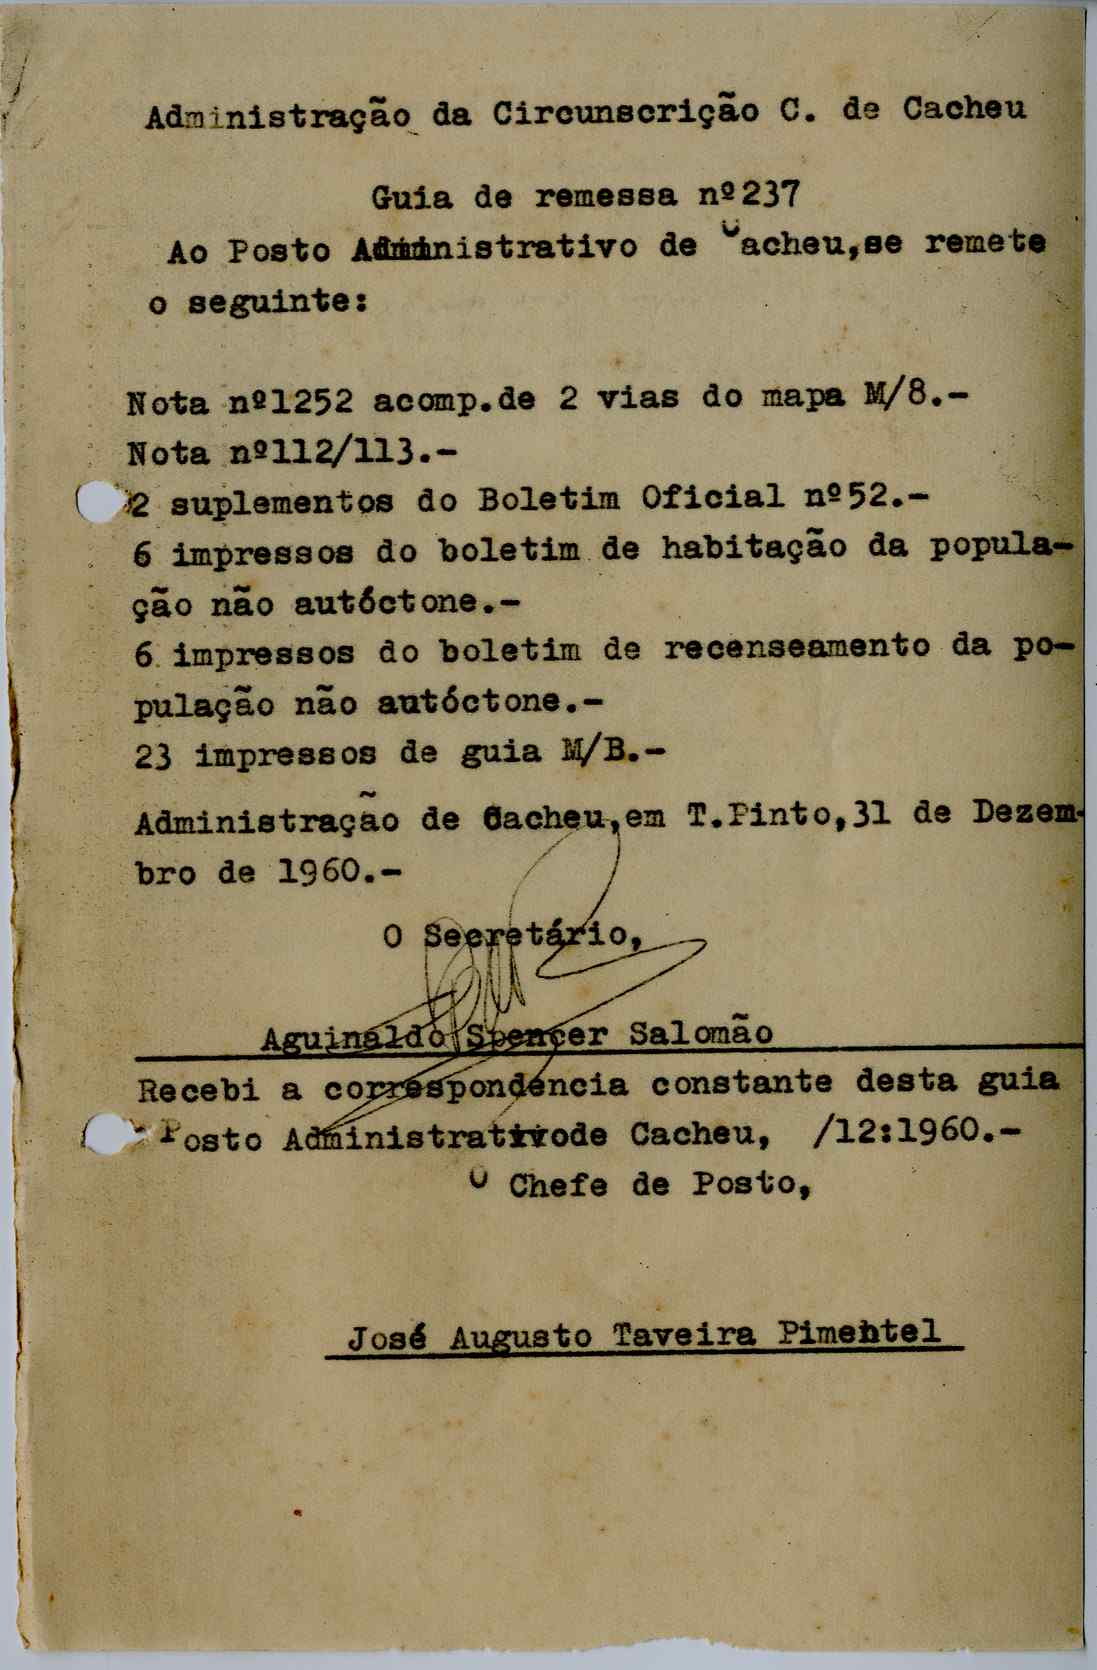 Administração da Circunscrição C. de Cacheu
Guia de remessa nº237
Ao Posto Administrativo de Cacheu,se remete
o seguinte:
Nota nº1252 acomp.de 2 vias do mapa M/8.-
Nota nº112/113.-
2 suplementos do Boletim Oficial nº52.-
6 impressos do boletim de habitação da popula-
ção não autóctone.-
6 impressos do boletim de recenseamento da po-
pulação não autóctone.-
23 impressos de guia M/B.-
Administração de Cacheu,em T.Pinto,31 de Dezem-
bro de 1960.-
O Secretário,
Aguinaldo Spencer Salomão
Recebi a correspondência constante desta guia
Posto Administrativode Cacheu, /12:1960.-
O Chefe de Posto,
José Augusto Taveira Pimentel